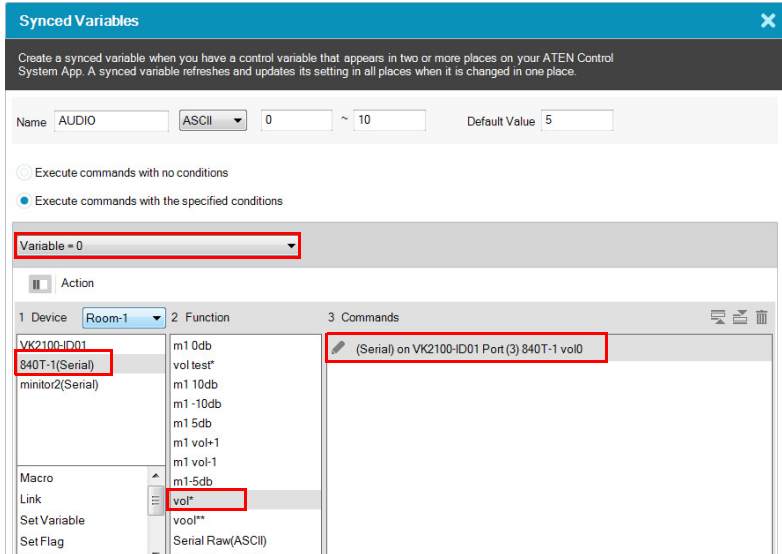 Synced Variables
Create a synced variable when you have a control variable that appears in two or more places on your ATEN Control
System App. A synced variable refreshes and updates its setting in all places when it is changed in one place.
Name AUDIO ASCII 0 ~ 10 Default Value 5
Execute commands with no conditions
Execute commands with the specified conditions
Variable = 0
Action
1 Device Room-1 2 Function 3 Commands
VK2100-ID01
840T-1(Serial)
minitor2(Serial)
Macro
Link
Set Variable
Set Flag
m1 0db
vol test*
m1 10db
m1 -10db
m1 5db
m1 vol+1
m1 vol-1
m1-5db
vol*
vool**
Serial Raw(ASCII)
(Serial) on VK2100-ID01 Port (3) 840T-1 vol0